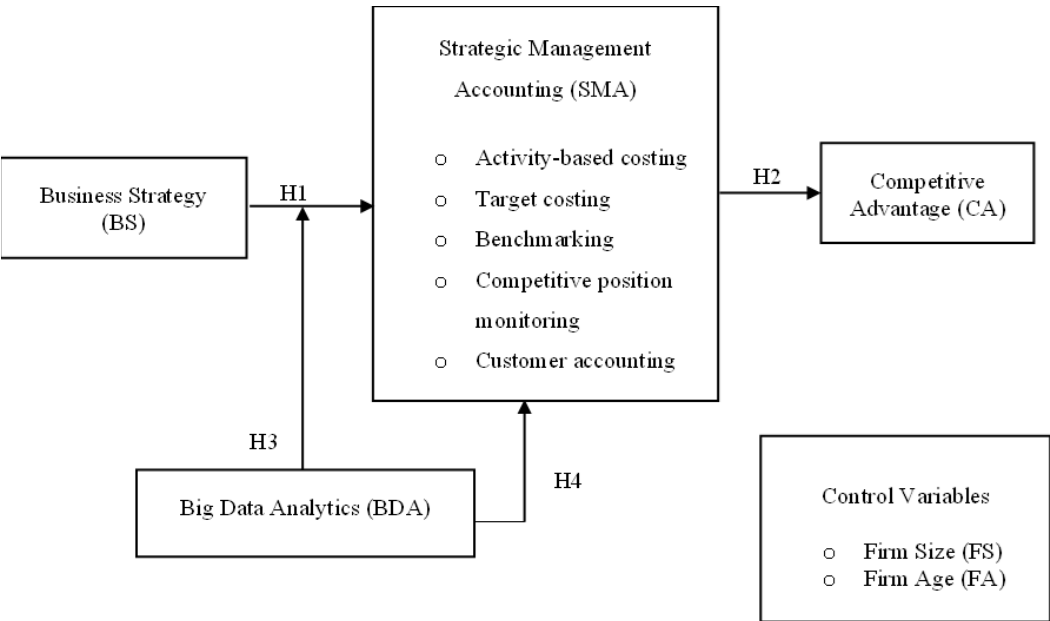 Strategic Management
Accounting (SMA)
○ Activity-based costing
○ Target costing
○ Benchmarking
○ Competitive position
monitoring
○ Customer accounting
Business Strategy
(BS)
H1
H2
Competitive
Advantage (CA)
H3
H4
Big Data Analytics (BDA)
Control Variables
○ Firm Size (FS)
○ Firm Age (FA)